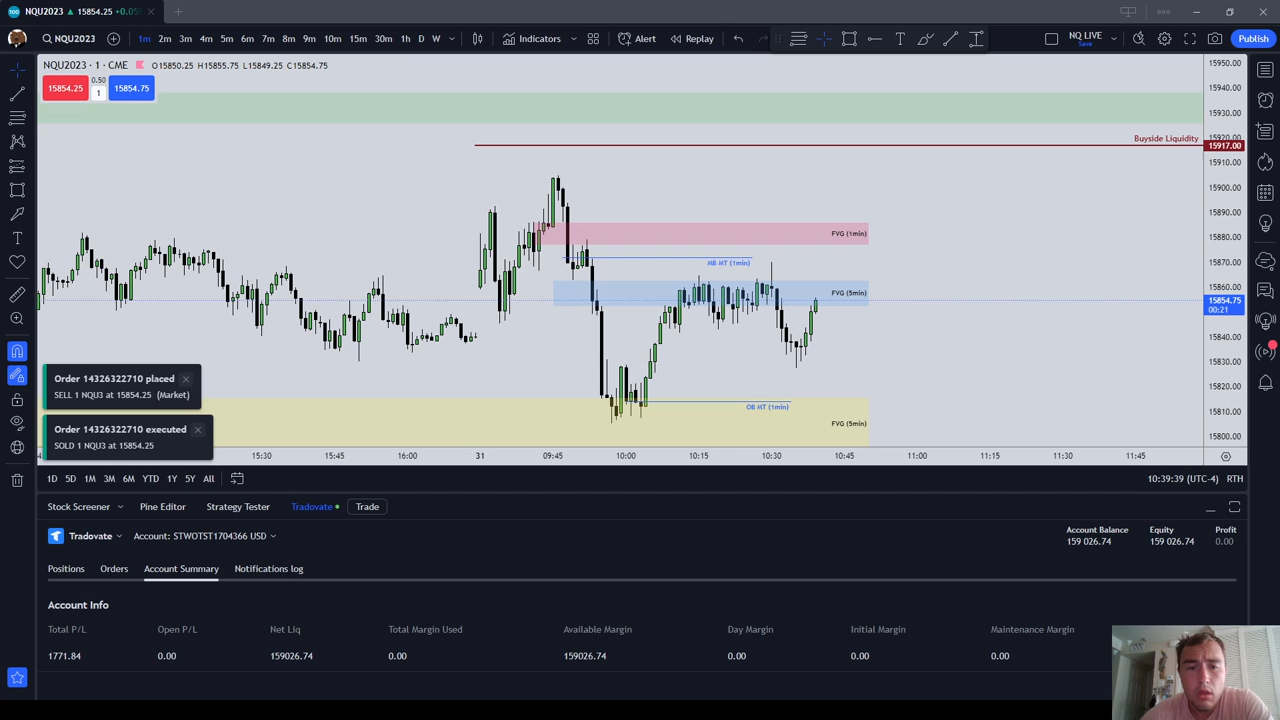 NQU2023 ▲ 15854.25 +0.05
NQU2023
1m 2m 3m 4m 5m 6m 7m 8m 9m 10m 15m 30m 1h D W
Indicators
Alert
Replay
NQ LIVE
Save
Publish
NQU2023 · 1 · CME O15850.25 H15855.75 L15849.25 C15854.75
15854.25
0.50
1
15854.75
15950.00
15940.00
15930.00
15920.00
Buyside Liquidity
15917.00
15910.00
15900.00
15890.00
15880.00
15870.00
15860.00
15854.75
00:21
15840.00
15830.00
15820.00
15810.00
15800.00
FVG (1min)
MB MT (1min)
FVG (5min)
OB MT (1min)
FVG (5min)
Order 14326322710 placed
SELL 1 NQU3 at 15854.25 (Market)
Order 14326322710 executed
SOLD 1 NQU3 at 15854.25
15:30 15:45 16:00 31 09:45 10:00 10:15 10:30 10:45 11:00 11:15 11:30 11:45
1D 5D 1M 3M 6M YTD 1Y 5Y All
10:39:39 (UTC-4) RTH
Stock Screener Pine Editor Strategy Tester Tradovate Trade
Tradovate Account: STWOTST1704366 USD
Account Balance Equity Profit
159 026.74 159 026.74 0.00
Positions Orders Account Summary Notifications log
Account Info
Total P/L Open P/L Net Liq Total Margin Used Available Margin Day Margin Initial Margin Maintenance Margin
1771.84 0.00 159026.74 0.00 159026.74 0.00 0.00 0.00